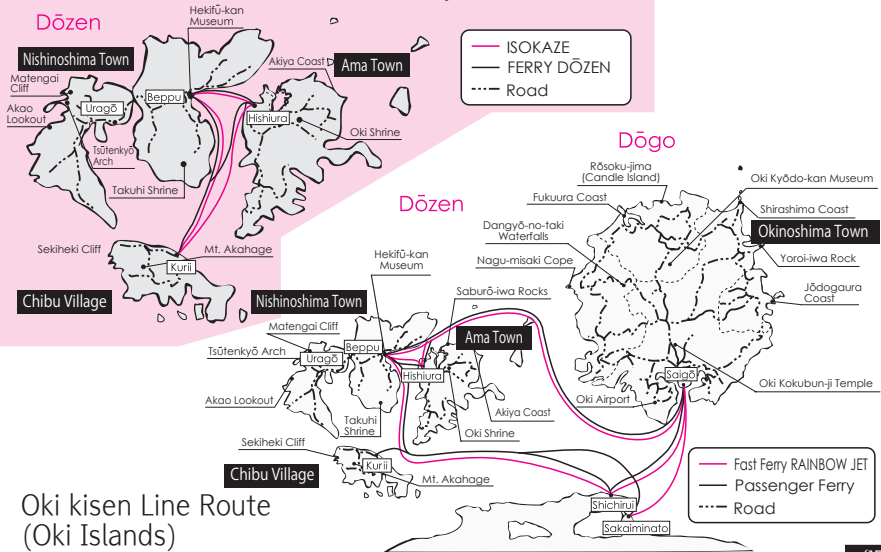 Dōzen
Hekifū-kan
Museum
Nishinoshima Town
Akiya Coast
Ama Town
Matengai
Cliff
Beppu
Uragō
Akao
Lookout
Hishiura
Oki Shrine
Tsūtenkyō
Arch
Takuhi Shrine
Sekiheki Cliff
Mt. Akahage
Kurii
Chibu Village
ISOKAZE
FERRY DŌZEN
Road
Dōgo
Rōsoku-jima
(Candle Island)
Oki Kyōdo-kan Museum
Fukuura Coast
Shirashima Coast
Dangyō-no-taki
Waterfalls
Okinoshima Town
Nagu-misaki Cope
Yoroi-iwa Rock
Jōdogaura
Coast
Saigō
Oki Airport
Oki Kokubun-ji Temple
Dōzen
Hekifū-kan
Museum
Nishinoshima Town
Saburō-iwa Rocks
Matengai Cliff
Ama Town
Tsūtenkyō Arch
Beppu
Uragō
Hishiura
Akao Lookout
Akiya Coast
Takuhi
Shrine
Oki Shrine
Sekiheki Cliff
Kurii
Chibu Village
Mt. Akahage
Shichirui
Sakaiminato
Fast Ferry RAINBOW JET
Passenger Ferry
Road
Oki kisen Line Route
(Oki Islands)